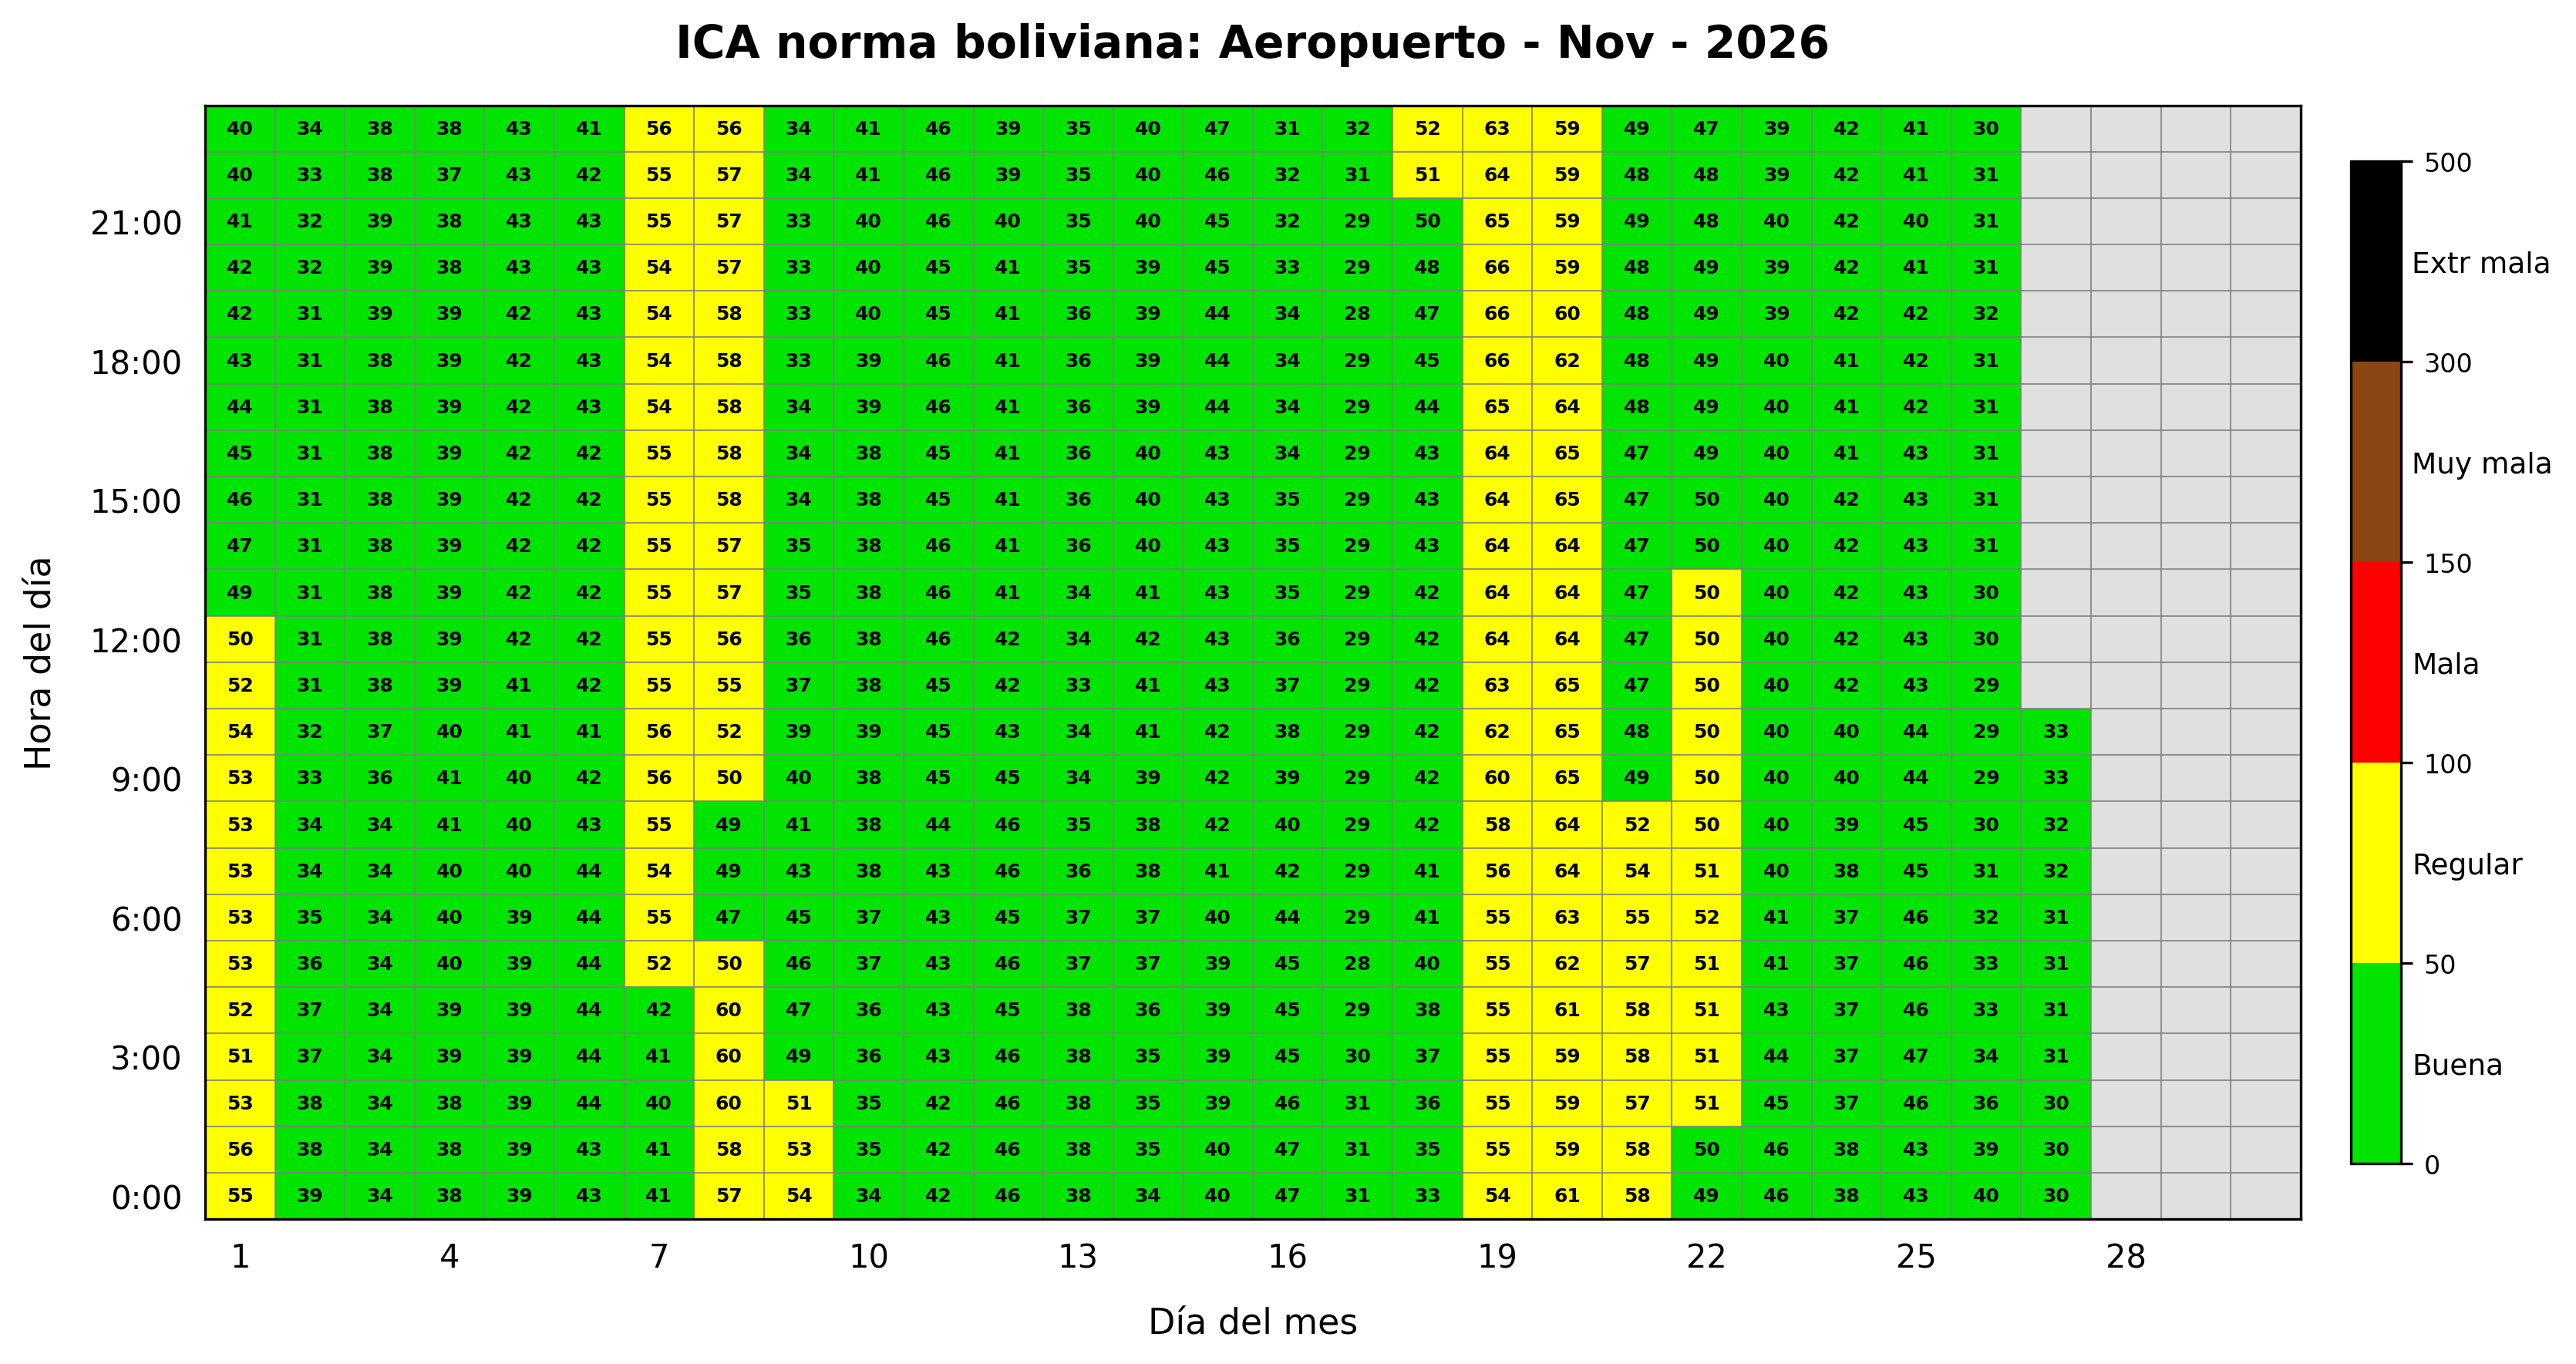 ICA norma boliviana: Aeropuerto - Nov - 2026
40 34 38 38 43 41 56 56 34 41 46 39 35 40 47 31 32 52 63 59 49 47 39 42 41 30
40 33 38 37 43 42 55 57 34 41 46 39 35 40 46 32 31 51 64 59 48 48 39 42 41 31
21:00 41 32 39 38 43 43 55 57 33 40 46 40 35 40 45 32 29 50 65 59 49 48 40 42 40 31
42 32 39 38 43 43 54 57 33 40 45 41 35 39 45 33 29 48 66 59 48 49 39 42 41 31
42 31 39 39 42 43 54 58 33 40 45 41 36 39 44 34 28 47 66 60 48 49 39 42 42 32
18:00 43 31 38 39 42 43 54 58 33 39 46 41 36 39 44 34 29 45 66 62 48 49 40 41 42 31
44 31 38 39 42 43 54 58 34 39 46 41 36 39 44 34 29 44 65 64 48 49 40 41 42 31
45 31 38 39 42 42 55 58 34 38 45 41 36 40 43 34 29 43 64 65 47 49 40 41 43 31
15:00 46 31 38 39 42 42 55 58 34 38 45 41 36 40 43 35 29 43 64 65 47 50 40 42 43 31
47 31 38 39 42 42 55 57 35 38 46 41 36 40 43 35 29 43 64 64 47 50 40 42 43 31
49 31 38 39 42 42 55 57 35 38 46 41 34 41 43 35 29 42 64 64 47 50 40 42 43 30
12:00 50 31 38 39 42 42 55 56 36 38 46 42 34 42 43 36 29 42 64 64 47 50 40 42 43 30
52 31 38 39 41 42 55 55 37 38 45 42 33 41 43 37 29 42 63 65 47 50 40 42 43 29
54 32 37 40 41 41 56 52 39 39 45 43 34 41 42 38 29 42 62 65 48 50 40 40 44 29 33
9:00 53 33 36 41 40 42 56 50 40 38 45 45 34 39 42 39 29 42 60 65 49 50 40 40 44 29 33
53 34 34 41 40 43 55 49 41 38 44 46 35 38 42 40 29 42 58 64 52 50 40 39 45 30 32
53 34 34 40 40 44 54 49 43 38 43 46 36 38 41 42 29 41 56 64 54 51 40 38 45 31 32
6:00 53 35 34 40 39 44 55 47 45 37 43 45 37 37 40 44 29 41 55 63 55 52 41 37 46 32 31
53 36 34 40 39 44 52 50 46 37 43 46 37 37 39 45 28 40 55 62 57 51 41 37 46 33 31
52 37 34 39 39 44 42 60 47 36 43 45 38 36 39 45 29 38 55 61 58 51 43 37 46 33 31
3:00 51 37 34 39 39 44 41 60 49 36 43 46 38 35 39 45 30 37 55 59 58 51 44 37 47 34 31
53 38 34 38 39 44 40 60 51 35 42 46 38 35 39 46 31 36 55 59 57 51 45 37 46 36 30
56 38 34 38 39 43 41 58 53 35 42 46 38 35 40 47 31 35 55 59 58 50 46 38 43 39 30
0:00 55 39 34 38 39 43 41 57 54 34 42 46 38 34 40 47 31 33 54 61 58 49 46 38 43 40 30
1 4 7 10 13 16 19 22 25 28
Día del mes
Hora del día
500
Extr mala
300
Muy mala
150
Mala
100
Regular
50
Buena
0